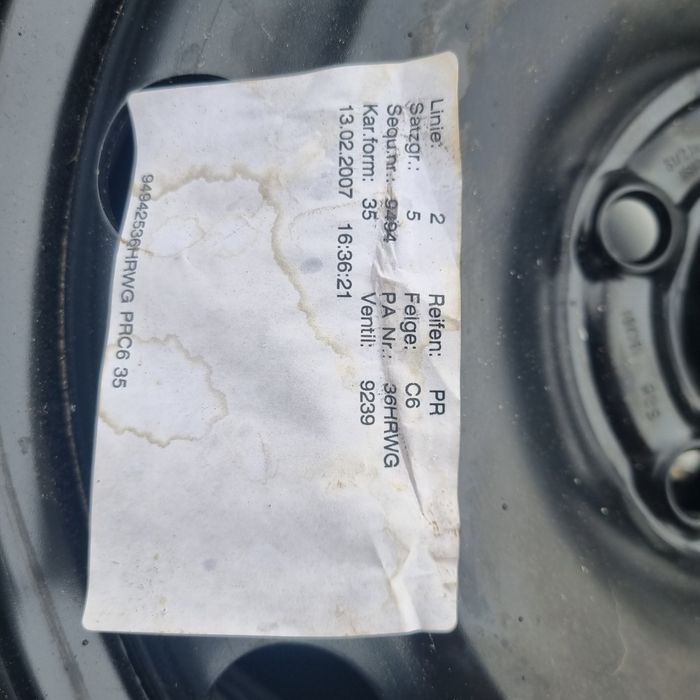 Linie: 2 Reifen: PR
Satzgr.: 5 Felge: C6
Sequ.nr.: 9494 PA Nr.: 36HRWG
Kar.form: 35 Ventil: 9239
13.02.2007 16:36:21
94942536HRWG PRC6 35